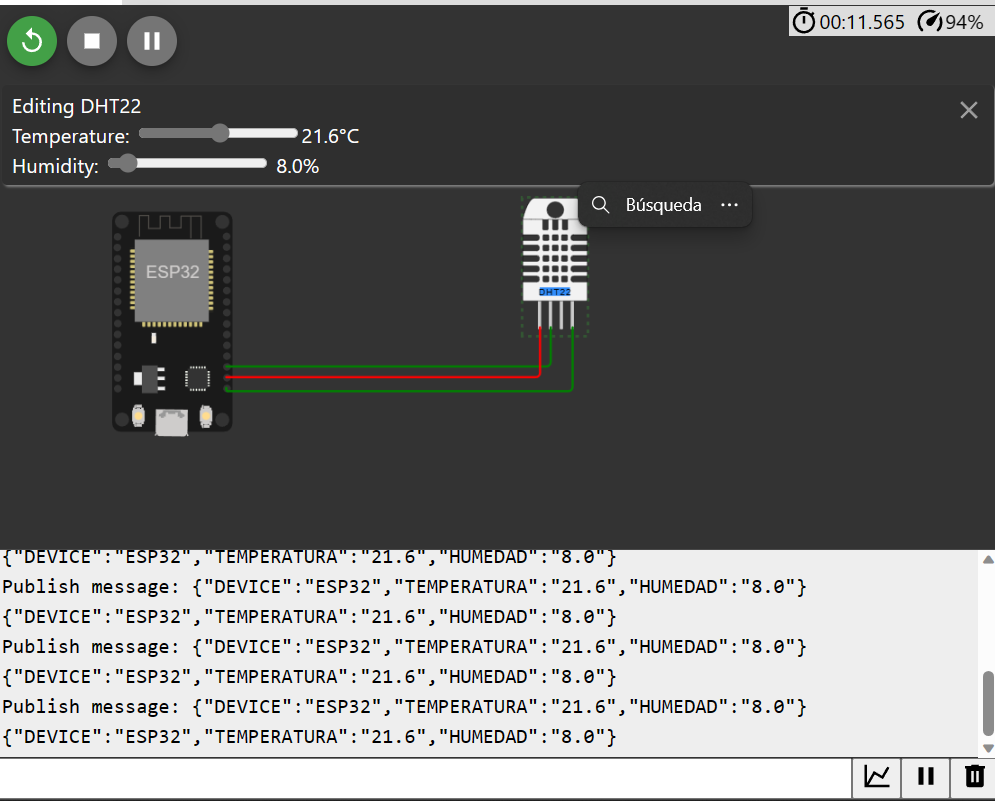 00:11.565 94%
Editing DHT22
Temperature: 21.6°C
Humidity: 8.0%
Búsqueda ...
ESP32
DHT22
{"DEVICE":"ESP32","TEMPERATURA":"21.6","HUMEDAD":"8.0"}
Publish message: {"DEVICE":"ESP32","TEMPERATURA":"21.6","HUMEDAD":"8.0"}
{"DEVICE":"ESP32","TEMPERATURA":"21.6","HUMEDAD":"8.0"}
Publish message: {"DEVICE":"ESP32","TEMPERATURA":"21.6","HUMEDAD":"8.0"}
{"DEVICE":"ESP32","TEMPERATURA":"21.6","HUMEDAD":"8.0"}
Publish message: {"DEVICE":"ESP32","TEMPERATURA":"21.6","HUMEDAD":"8.0"}
{"DEVICE":"ESP32","TEMPERATURA":"21.6","HUMEDAD":"8.0"}